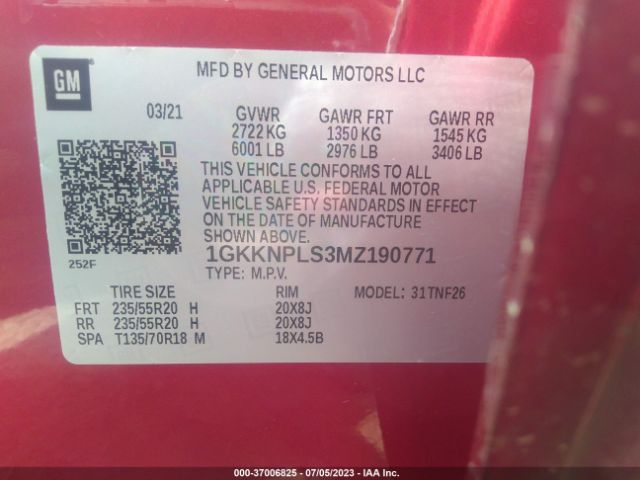 GM
MFD BY GENERAL MOTORS LLC
03/21 GVWR GAWR FRT GAWR RR
2722 KG 1350 KG 1545 KG
6001 LB 2976 LB 3406 LB
THIS VEHICLE CONFORMS TO ALL
APPLICABLE U.S. FEDERAL MOTOR
VEHICLE SAFETY STANDARDS IN EFFECT
ON THE DATE OF MANUFACTURE
SHOWN ABOVE.
252F
1GKKNPLS3MZ190771
TYPE: M.P.V.
TIRE SIZE RIM MODEL: 31TNF26
FRT 235/55R20 H 20X8J
RR 235/55R20 H 20X8J
SPA T135/70R18 M 18X4.5B
000-37006825 - 07/05/2023 - IAA Inc.